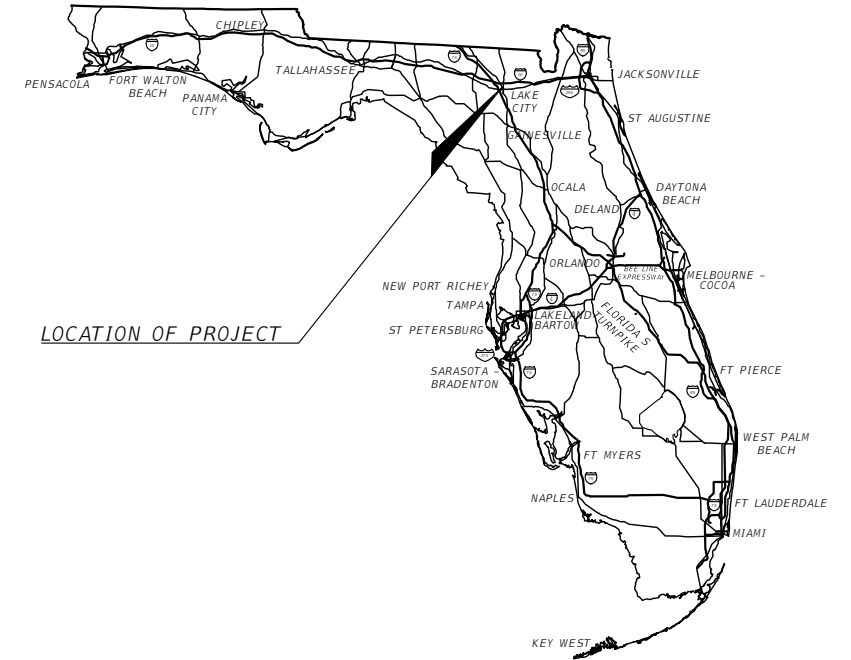 CHIPLEY
PENSACOLA
FORT WALTON
BEACH
PANAMA
CITY
TALLAHASSEE
LAKE
CITY
JACKSONVILLE
GAINESVILLE
ST AUGUSTINE
OCALA
DELAND
DAYTONA
BEACH
ORLANDO
BEE LINE
EXPRESSWAY
MELBOURNE –
COCOA
NEW PORT RICHEY
TAMPA
ST PETERSBURG
LAKELAND
BARTOW
FLORIDA'S
TURNPIKE
LOCATION OF PROJECT
SARASOTA –
BRADENTON
FT PIERCE
WEST PALM
BEACH
FT MYERS
NAPLES
FT LAUDERDALE
MIAMI
KEY WEST